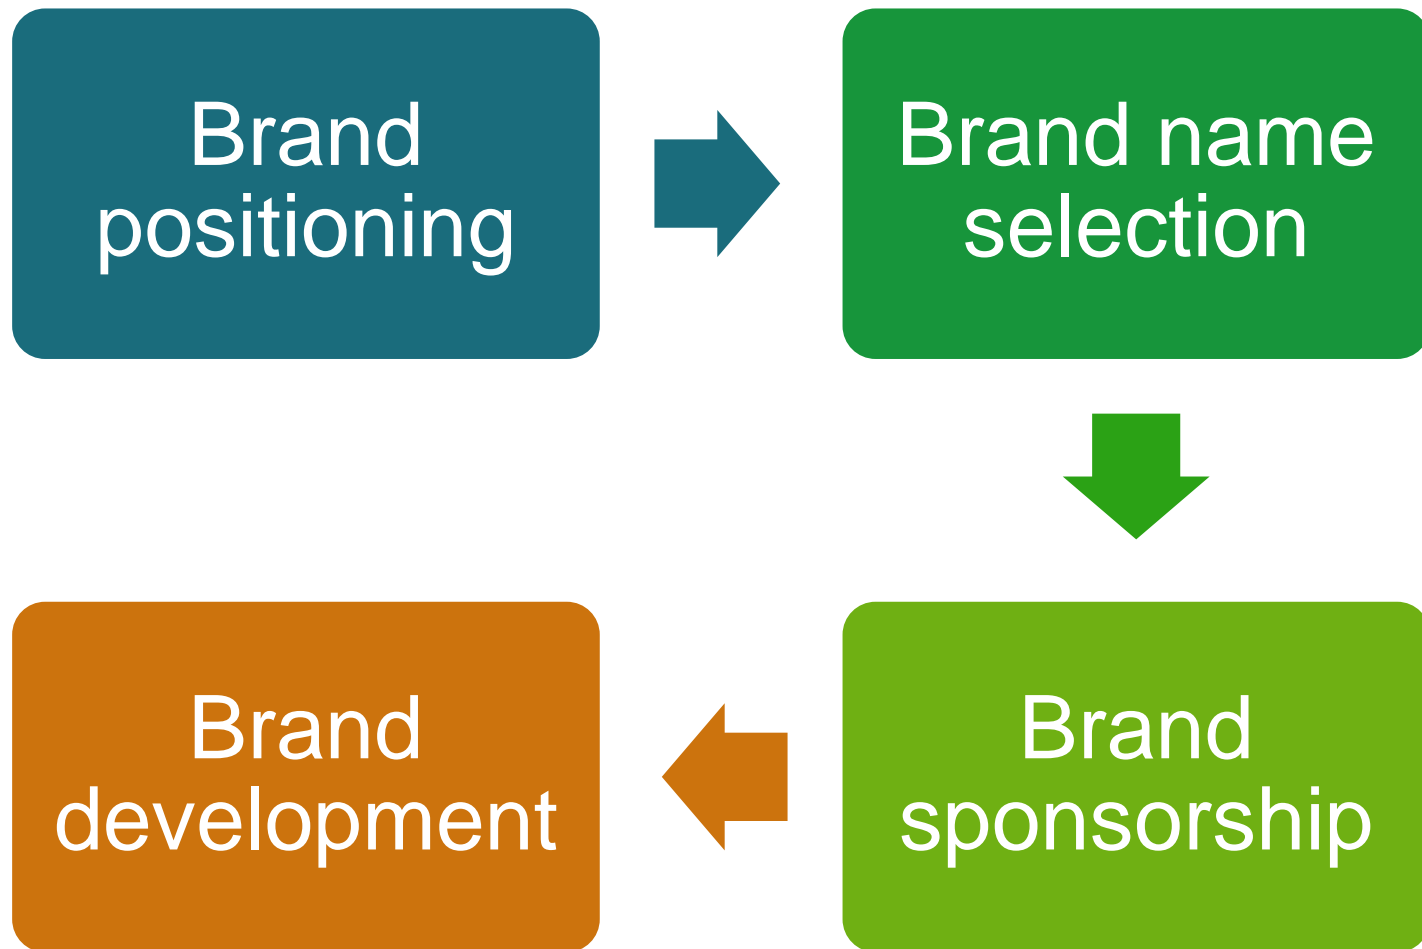 Brand
positioning
Brand name
selection
Brand
sponsorship
Brand
development